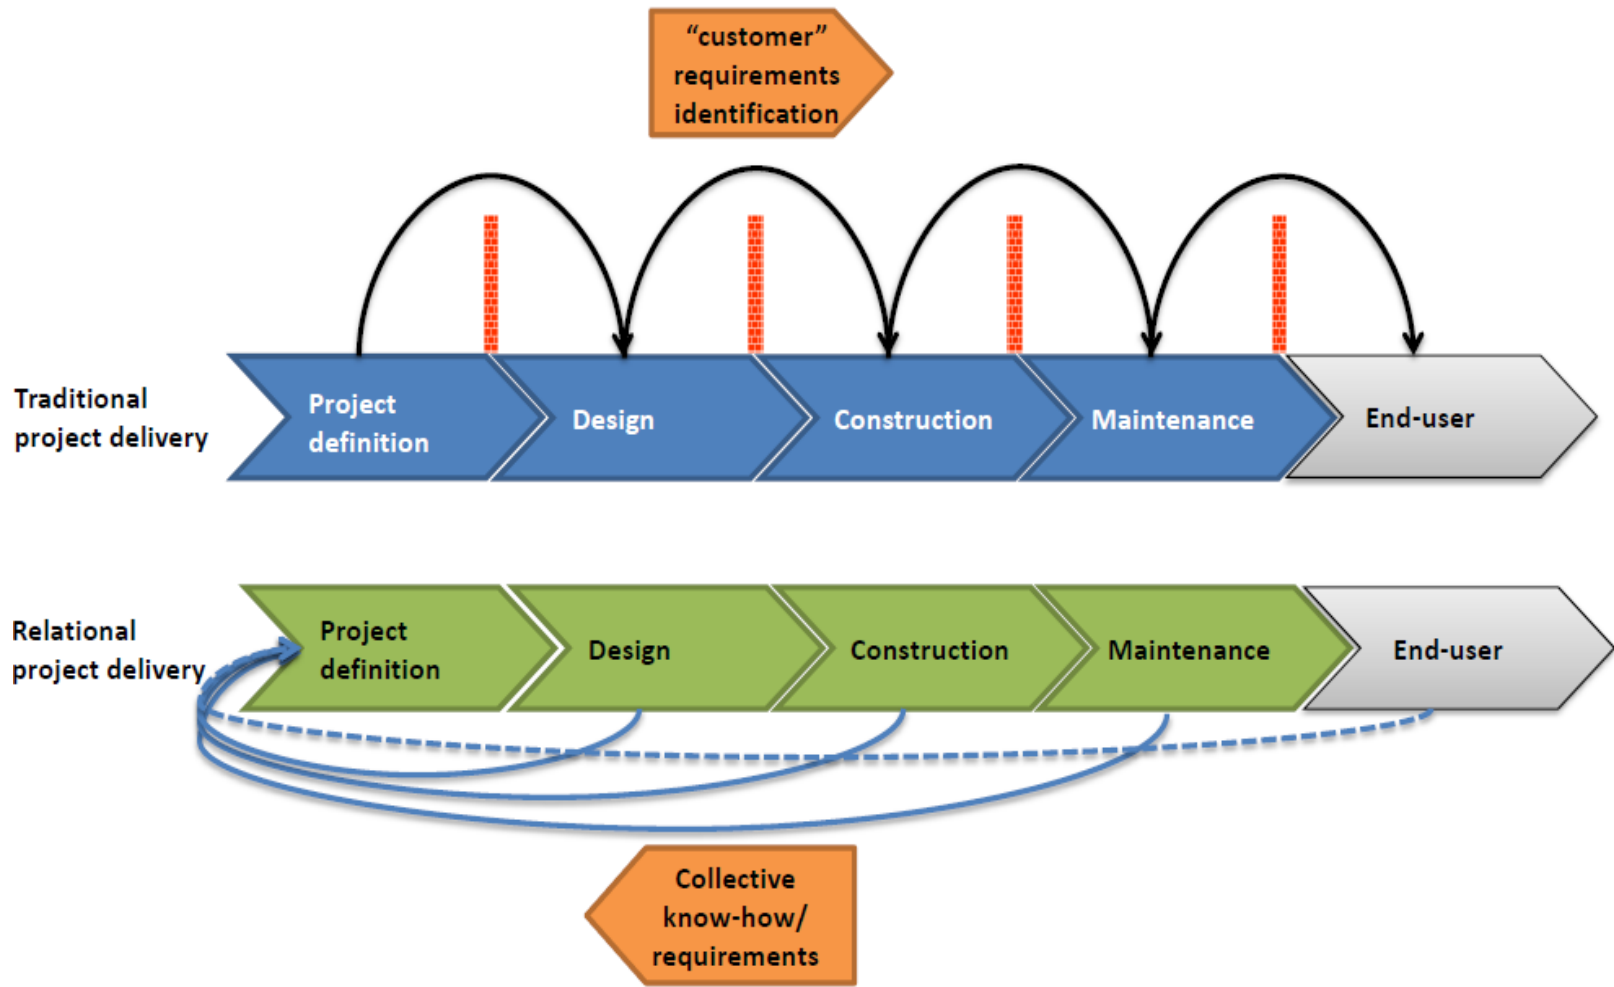 “customer”
requirements
identification
Traditional
project delivery
Project
definition
Design
Construction
Maintenance
End-user
Relational
project delivery
Project
definition
Design
Construction
Maintenance
End-user
Collective
know-how/
requirements